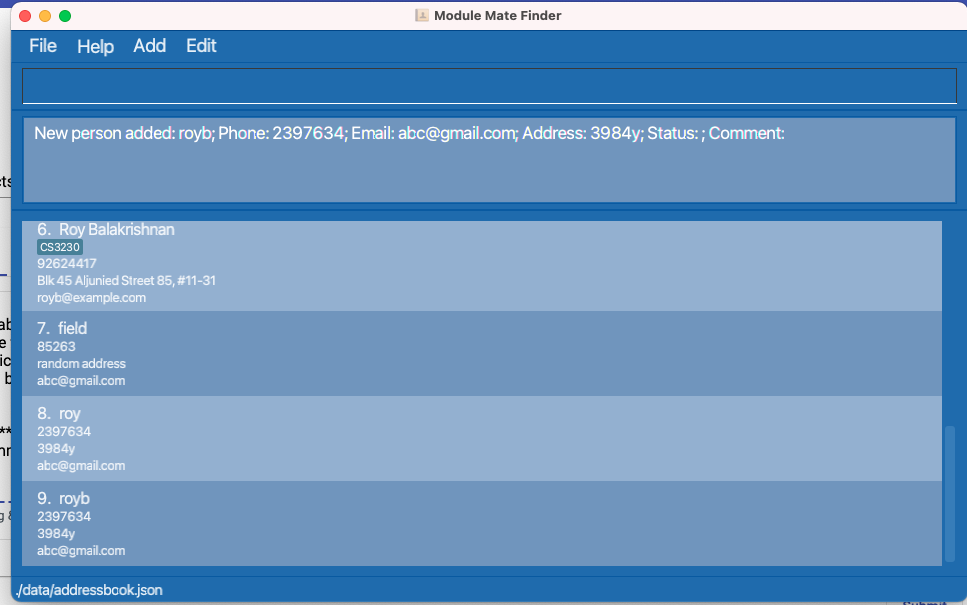 Module Mate Finder
File Help Add Edit
New person added: royb; Phone: 2397634; Email: abc@gmail.com; Address: 3984y; Status: ; Comment:
6. Roy Balakrishnan
CS3230
92624417
Blk 45 Aljunied Street 85, #11-31
royb@example.com
7. field
85263
random address
abc@gmail.com
8. roy
2397634
3984y
abc@gmail.com
9. royb
2397634
3984y
abc@gmail.com
./data/addressbook.json